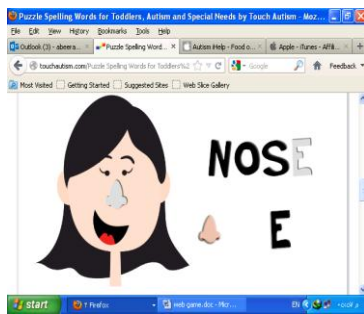 Puzzle Spelling Words for Toddlers, Autism and Special Needs by Touch Autism - Moz...
File Edit View History Bookmarks Tools Help
Outlook (3) - abeera... Puzzle Spelling Word... × Autism iHelp - Food o... × Apple - iTunes - Affili...
touchautism.com/Puzzle Spelling Words for Toddlers%2 Google Feedback
Most Visited Getting Started Suggested Sites Web Slice Gallery
NOSE
E
start 7 Firefox web game.doc - Micr... EN